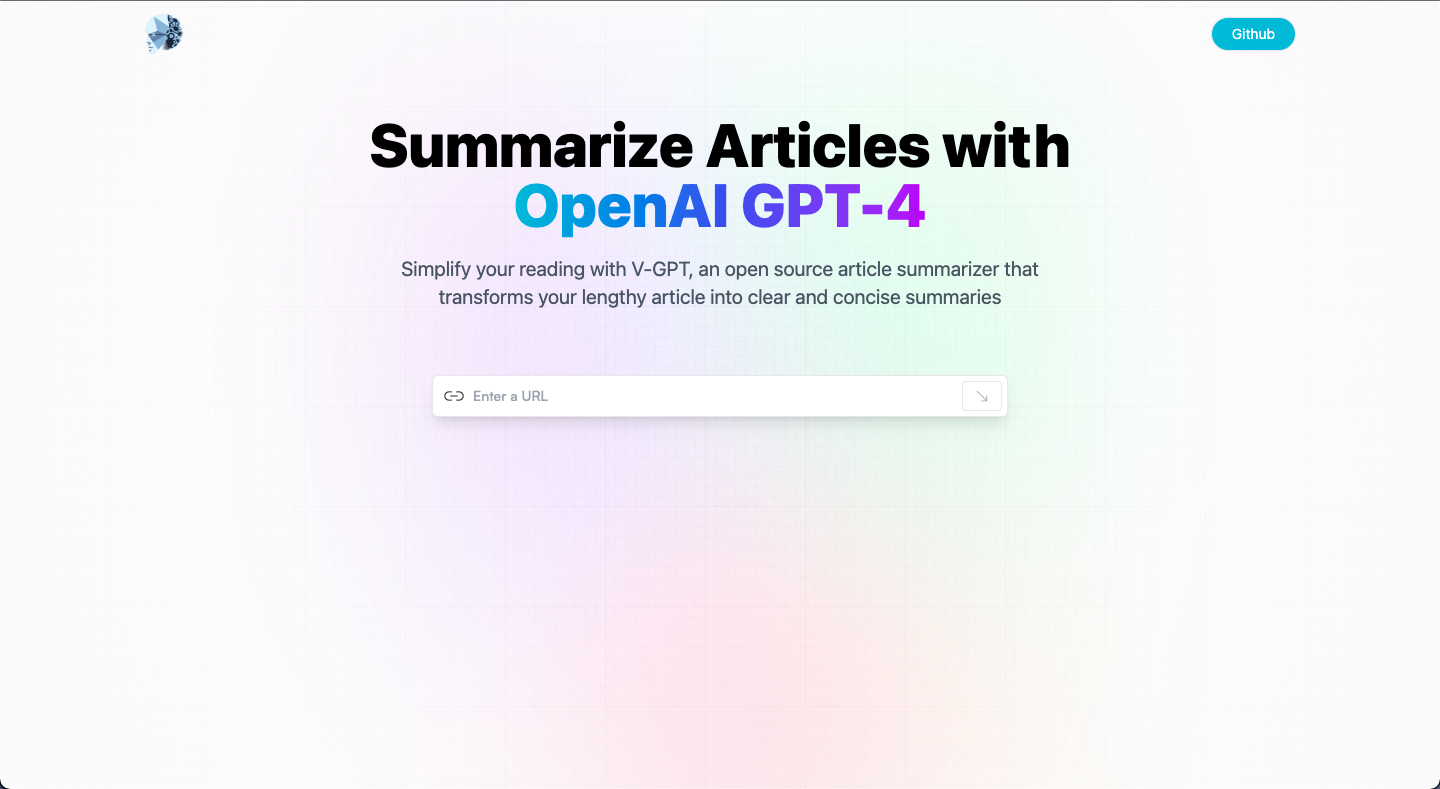 Github
Summarize Articles with
OpenAI GPT-4
Simplify your reading with V-GPT, an open source article summarizer that
transforms your lengthy article into clear and concise summaries
Enter a URL